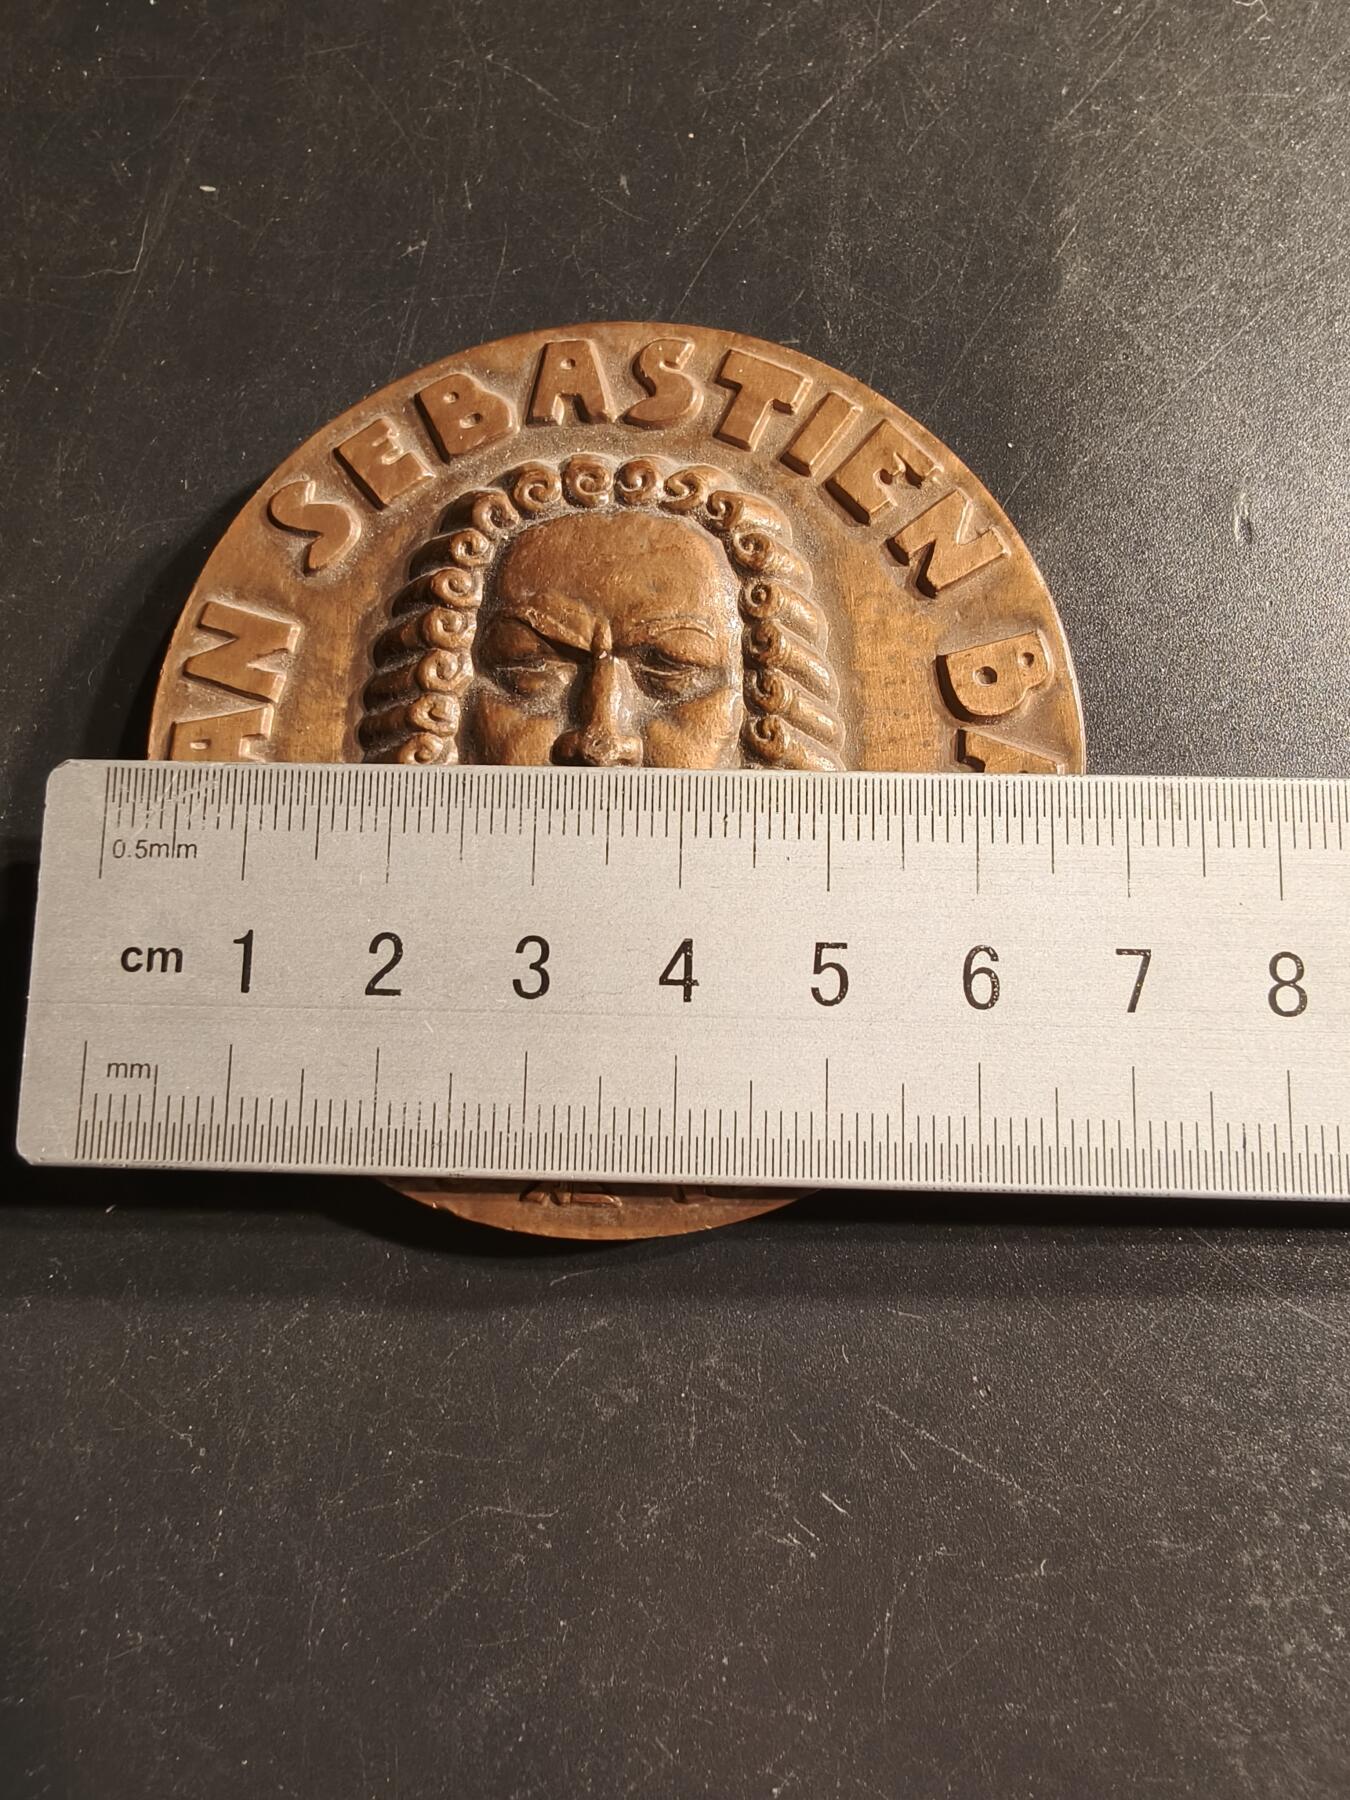 AN SEBASTIEN BA
0.5mm
cm 1 2 3 4 5 6 7 8
mm